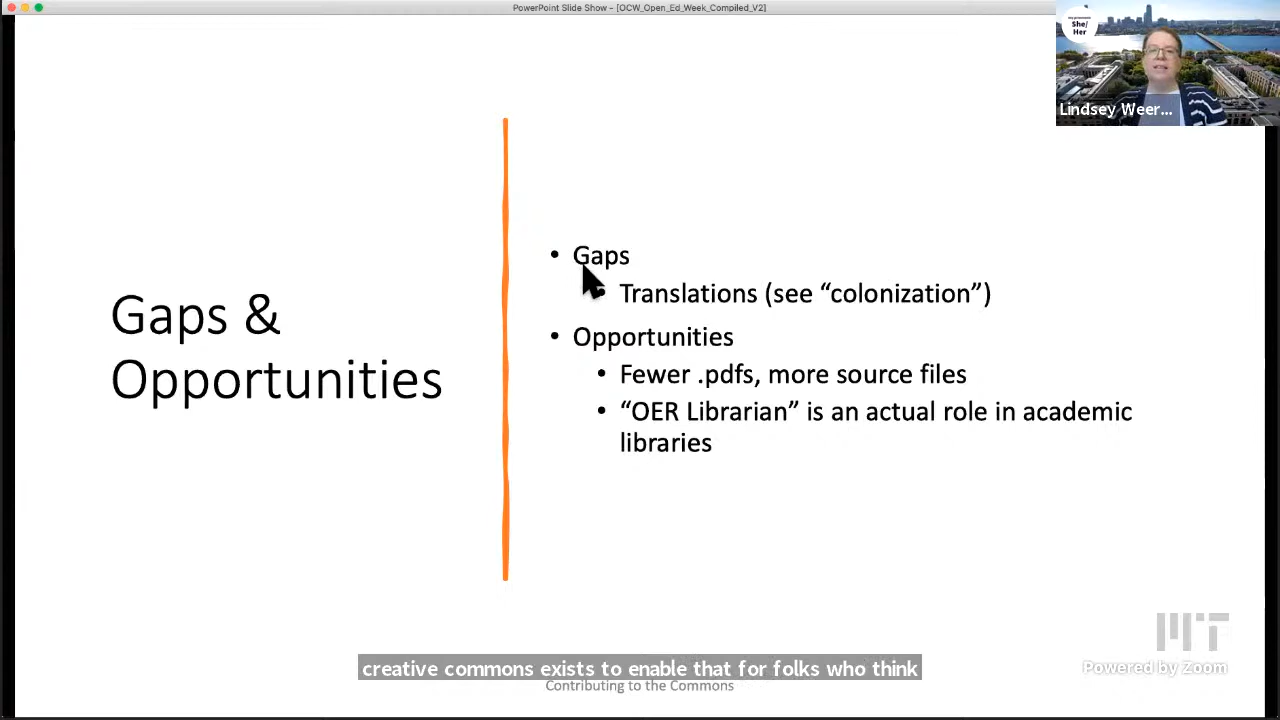 PowerPoint Slide Show - [OCW_Open_Ed_Week_Compiled_V2]
She/
Her
Lindsey Weer...
Gaps &
Opportunities
• Gaps
• Translations (see “colonization”)
• Opportunities
• Fewer .pdfs, more source files
• “OER Librarian” is an actual role in academic
libraries
MIT
Powered by Zoom
creative commons exists to enable that for folks who think
Contributing to the Commons